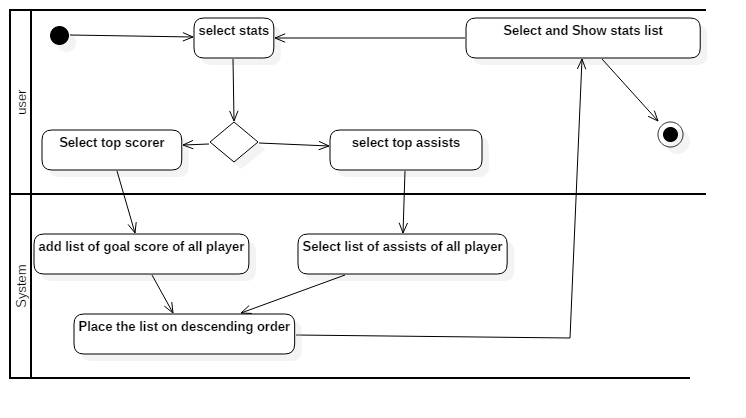 user
select stats
Select and Show stats list
Select top scorer
select top assists
System
add list of goal score of all player
Select list of assists of all player
Place the list on descending order